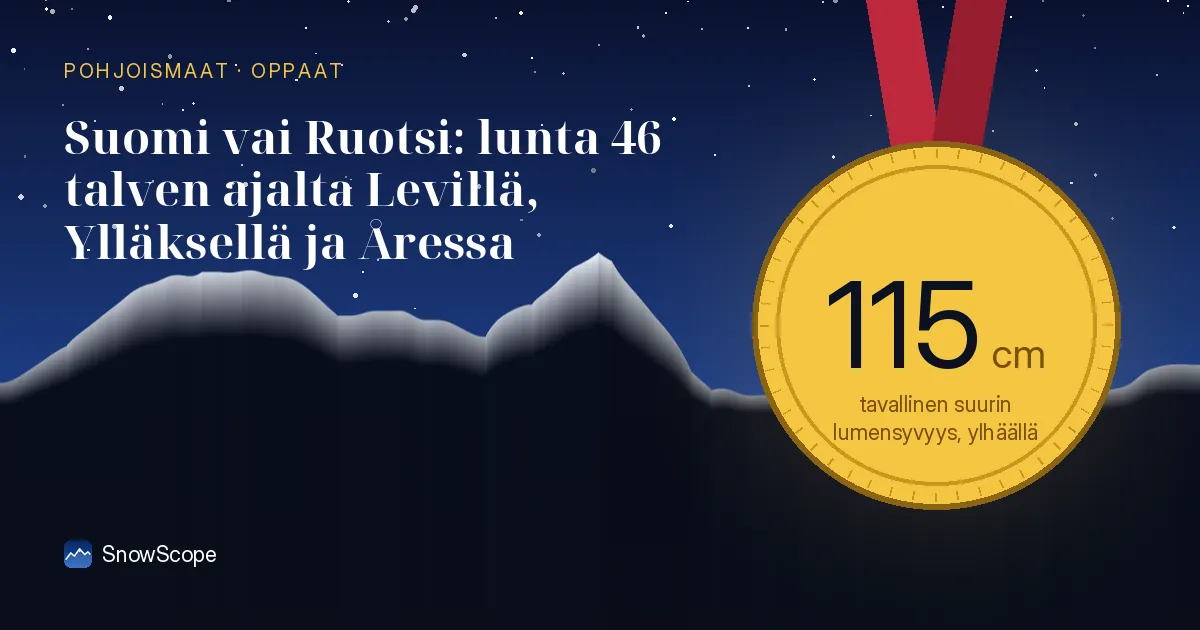 POHJOISMAAT · OPPAAT
Suomi vai Ruotsi: lunta 46
talven ajalta Levillä,
Ylläksellä ja Åressa
115 cm
tavallinen suurin
lumensyvyys, ylhäällä
SnowScope